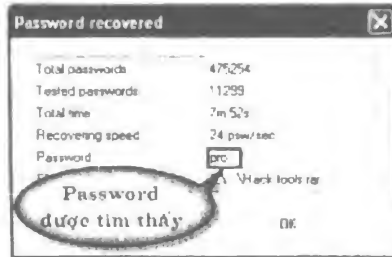 Password recovered
Total passwords 475254
Tested passwords 11299
Total time 7m 52s
Recovering speed 24 psw/sec
Password pro
\Hack tools rar
Password
được tìm thấy
OK